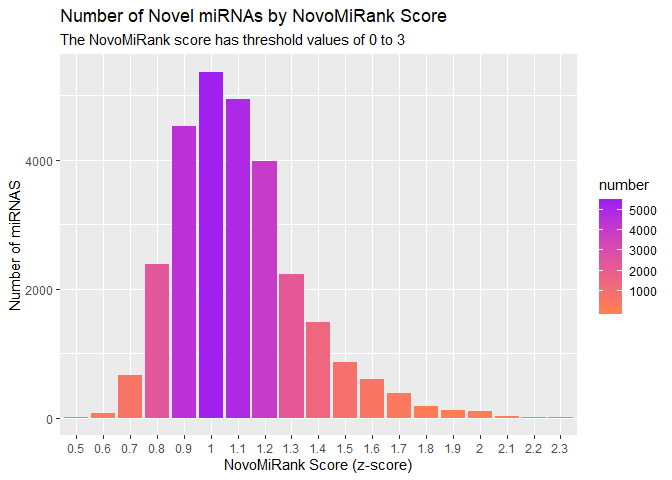 Number of Novel miRNAs by NovoMiRank Score
The NovoMiRank score has threshold values of 0 to 3
Number of miRNAS
4000
2000
0
0.5 0.6 0.7 0.8 0.9 1 1.1 1.2 1.3 1.4 1.5 1.6 1.7 1.8 1.9 2 2.1 2.2 2.3
NovoMiRank Score (z-score)
number
5000
4000
3000
2000
1000